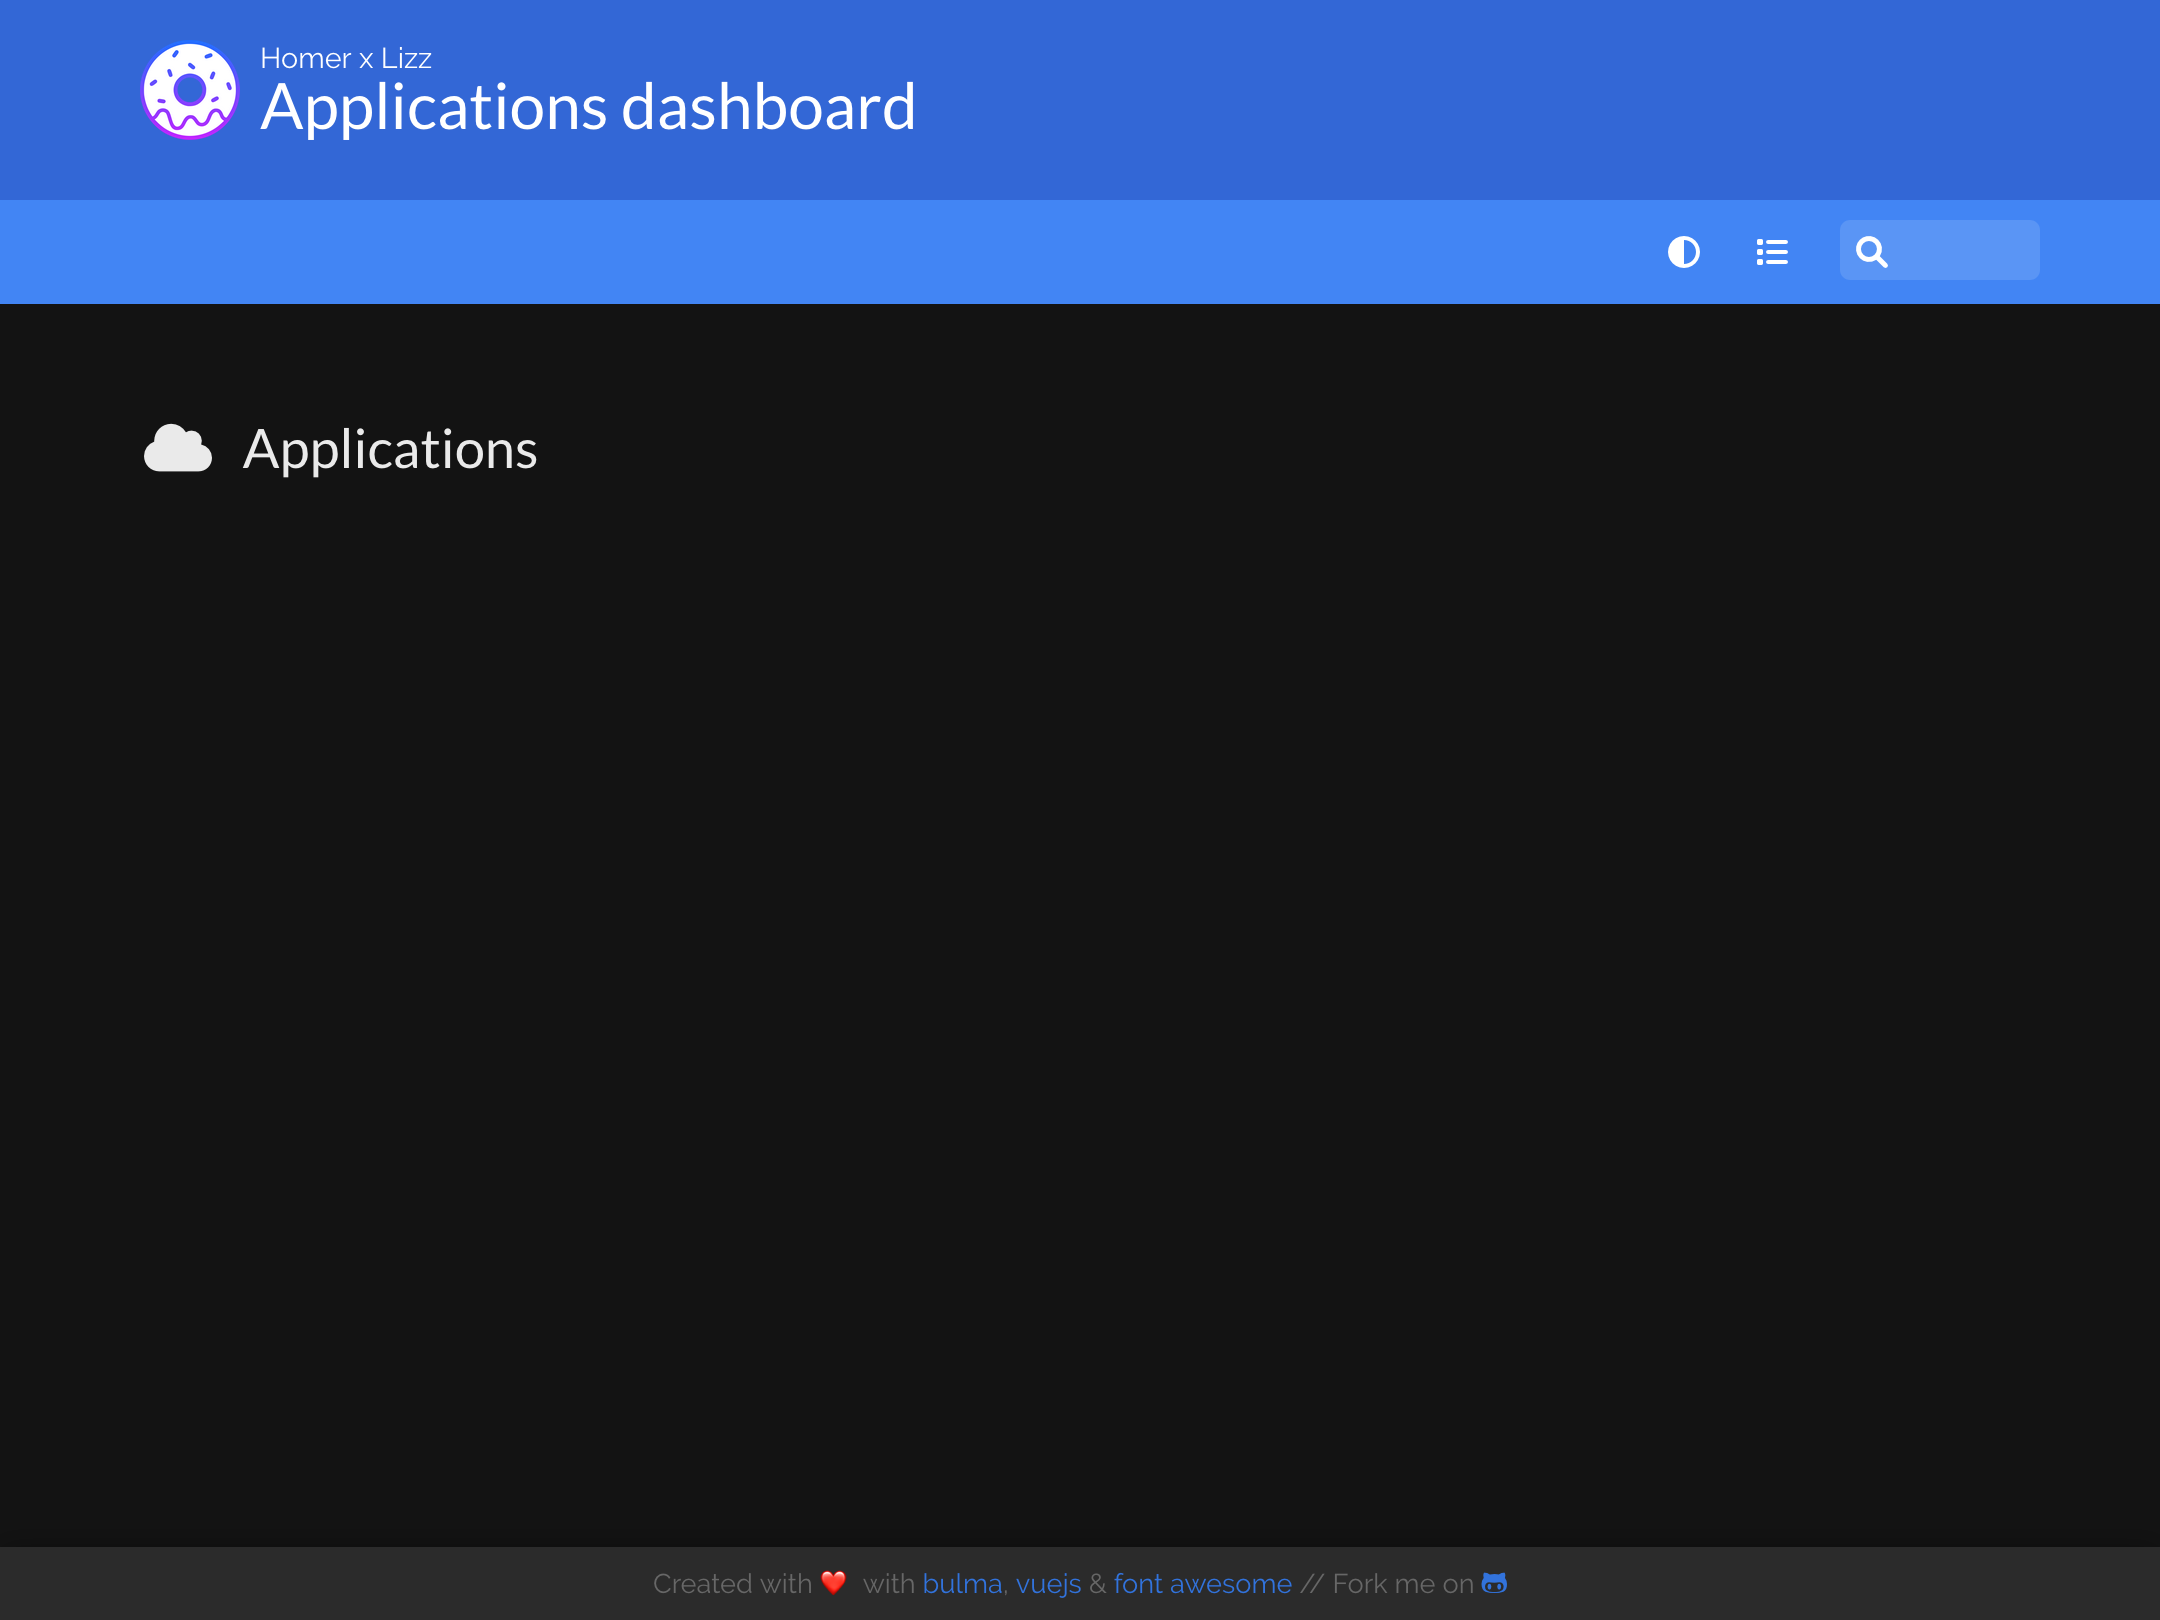 Homer x Lizz
Applications dashboard
Applications
Created with ❤️ with bulma, vuejs & font awesome // Fork me on